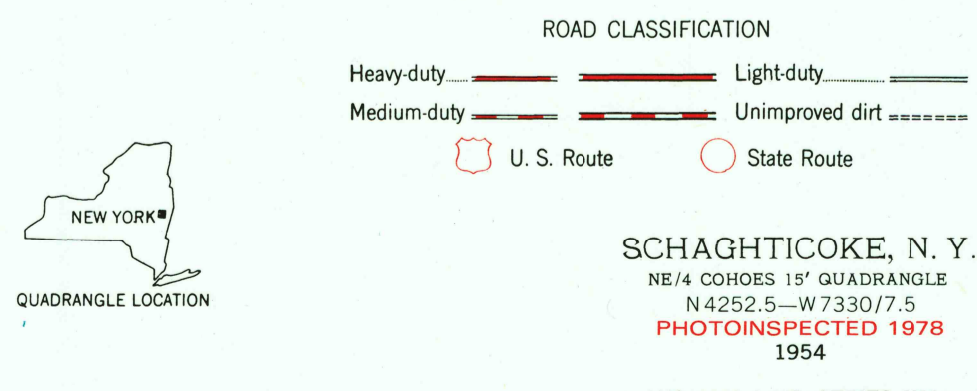 ROAD CLASSIFICATION
Heavy-duty Light-duty
Medium-duty Unimproved dirt
U. S. Route State Route
NEW YORK
QUADRANGLE LOCATION
SCHAGHTICOKE, N. Y.
NE/4 COHOES 15' QUADRANGLE
N4252.5—W7330/7.5
PHOTOINSPECTED 1978
1954